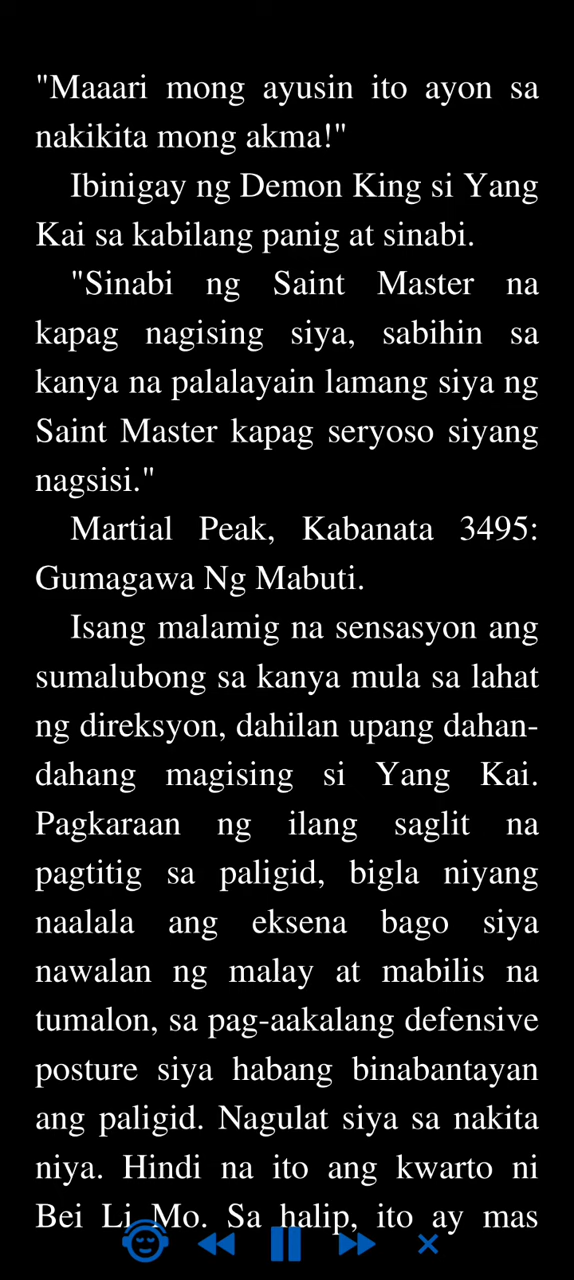 "Maaari mong ayusin ito ayon sa
nakikita mong akma!"
Ibinigay ng Demon King si Yang
Kai sa kabilang panig at sinabi.
"Sinabi ng Saint Master na
kapag nagising siya, sabihin sa
kanya na palalayain lamang siya ng
Saint Master kapag seryoso siyang
nagsisi."
Martial Peak, Kabanata 3495:
Gumagawa Ng Mabuti.
Isang malamig na sensasyon ang
sumalubong sa kanya mula sa lahat
ng direksyon, dahilan upang dahan-
dahang magising si Yang Kai.
Pagkaraan ng ilang saglit na
pagtitig sa paligid, bigla niyang
naalala ang eksena bago siya
nawalan ng malay at mabilis na
tumalon, sa pag-aakalang defensive
posture siya habang binabantayan
ang paligid. Nagulat siya sa nakita
niya. Hindi na ito ang kwarto ni
Bei Li Mo. Sa halip, ito ay mas